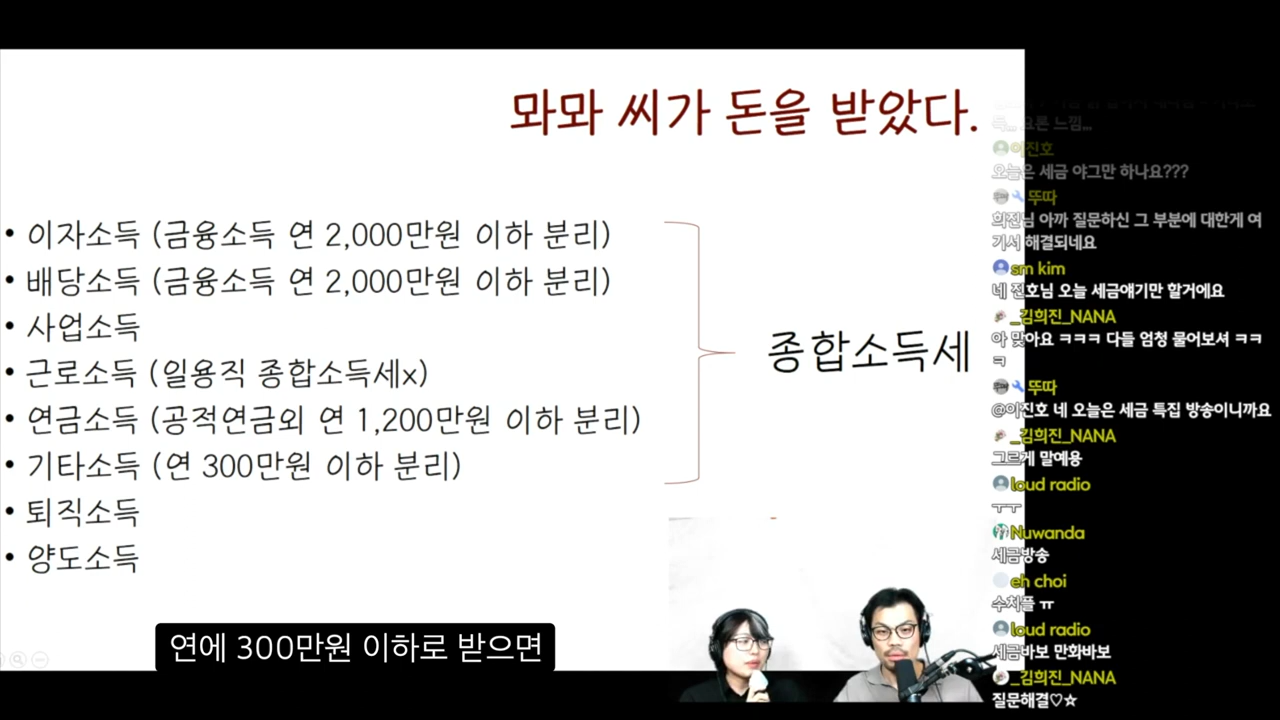 뫄뫄 씨가 돈을 받았다.
• 이자소득 (금융소득 연 2,000만원 이하 분리)
• 배당소득 (금융소득 연 2,000만원 이하 분리)
• 사업소득
• 근로소득 (일용직 종합소득세x)
• 연금소득 (공적연금외 연 1,200만원 이하 분리)
• 기타소득 (연 300만원 이하 분리)
• 퇴직소득
• 양도소득
종합소득세
연에 300만원 이하로 받으면
요론 느낌...
이진호
오늘은 세금 야그만 하나요???
뚜따
희진님 아까 질문하신 그 부분에 대한게 여
기서 해결되네요
sm kim
네 진호님 오늘 세금얘기만 할거에요
_김희진_NANA
아 맞아요 ㅋㅋㅋㅋ 다들 엄청 물어보셔 ㅋㅋ
ㅋ
뚜따
@이진호 네 오늘은 세금 특집 방송이니까요
_김희진_NANA
그르게 말예용
loud radio
ㅜㅜ
Nuwanda
세금방송
eh choi
수치플 ㅠ
loud radio
세금바보 만화바보
_김희진_NANA
질문해결♡☆